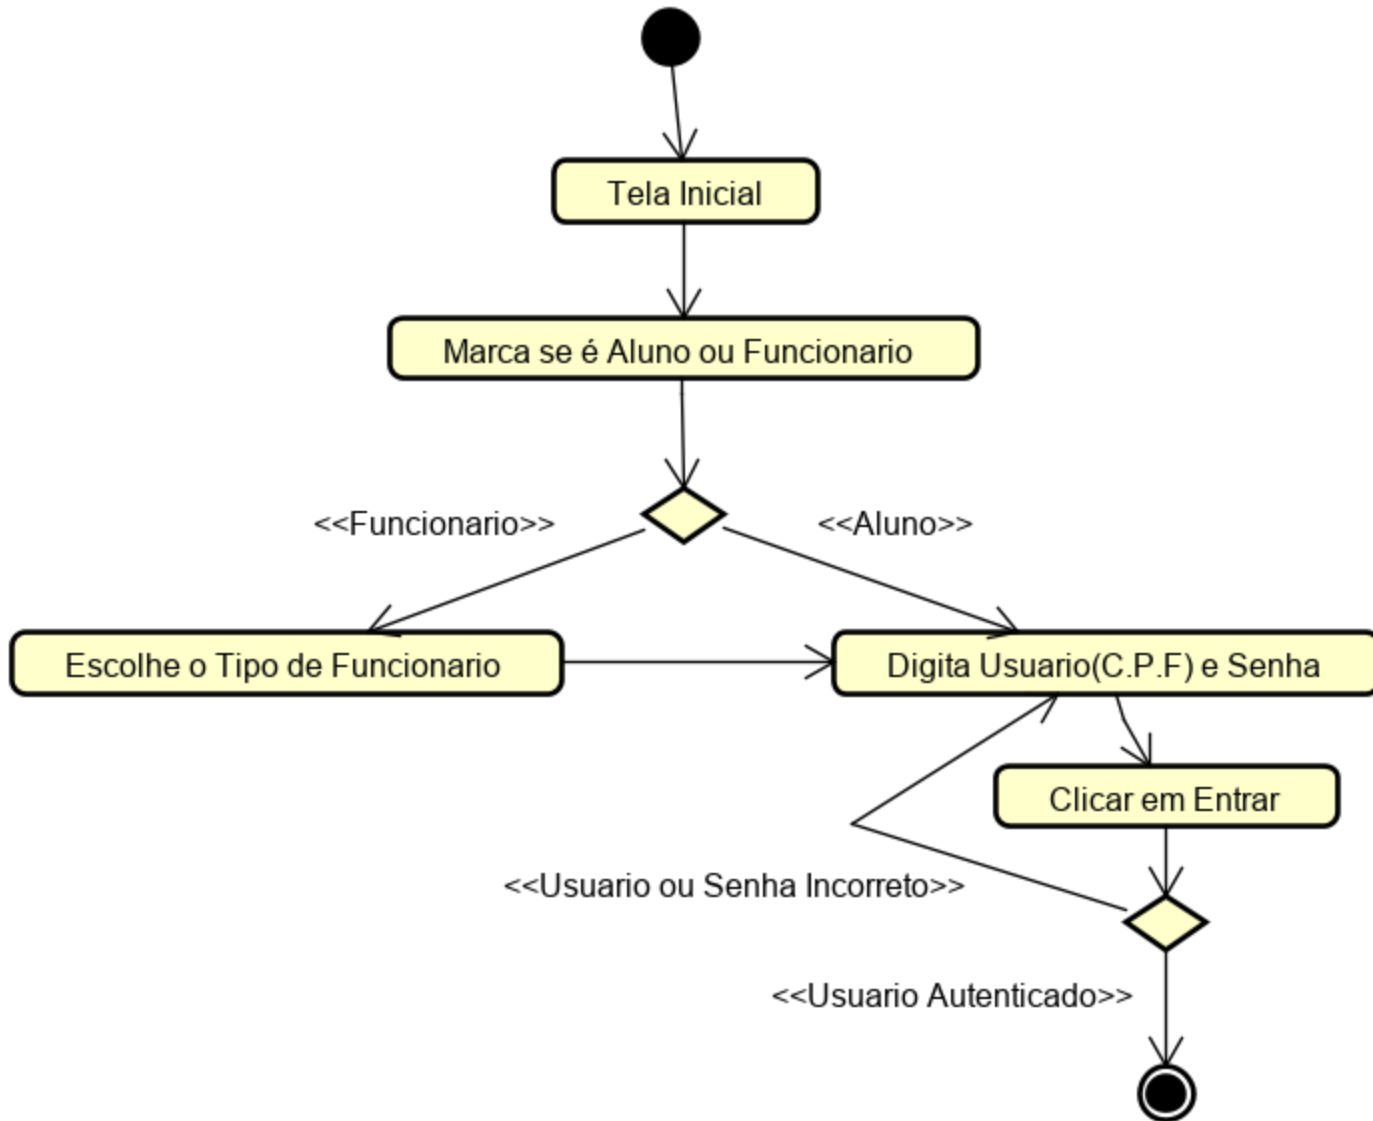 Tela Inicial
Marca se é Aluno ou Funcionario
<<Funcionario>>
<<Aluno>>
Escolhe o Tipo de Funcionario
Digita Usuario(C.P.F) e Senha
Clicar em Entrar
<<Usuario ou Senha Incorreto>>
<<Usuario Autenticado>>